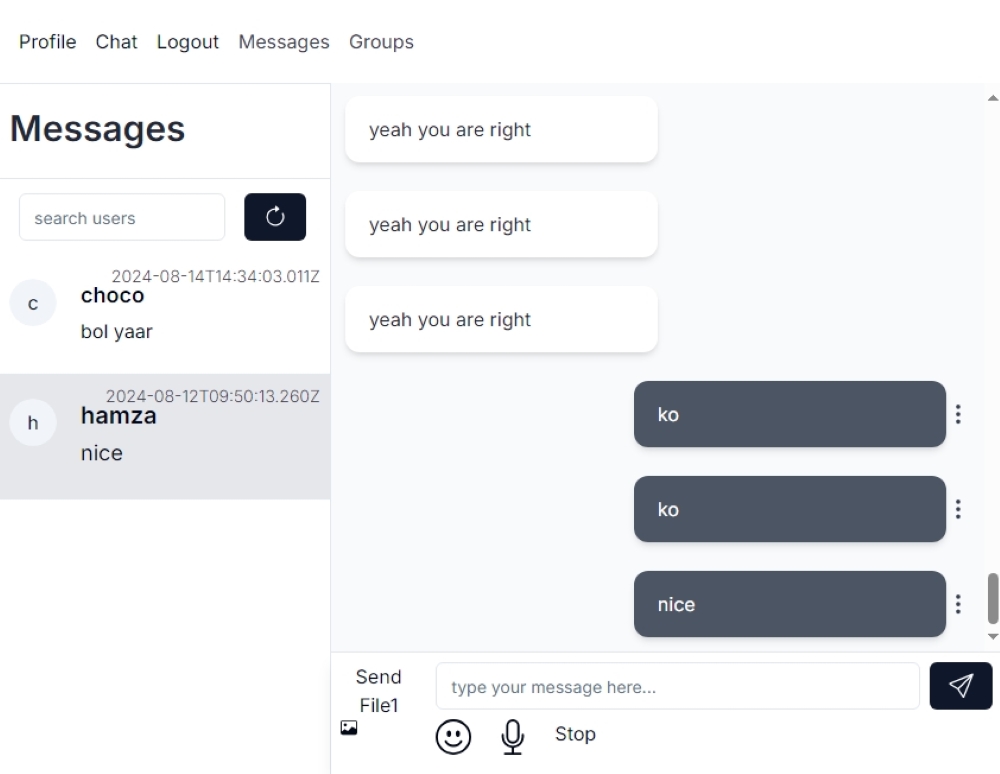 Profile Chat Logout Messages Groups
Messages
search users
2024-08-14T14:34:03.011Z
c
choco
bol yaar
2024-08-12T09:50:13.260Z
h
hamza
nice
yeah you are right
yeah you are right
yeah you are right
ko
ko
nice
Send
File1
type your message here...
Stop